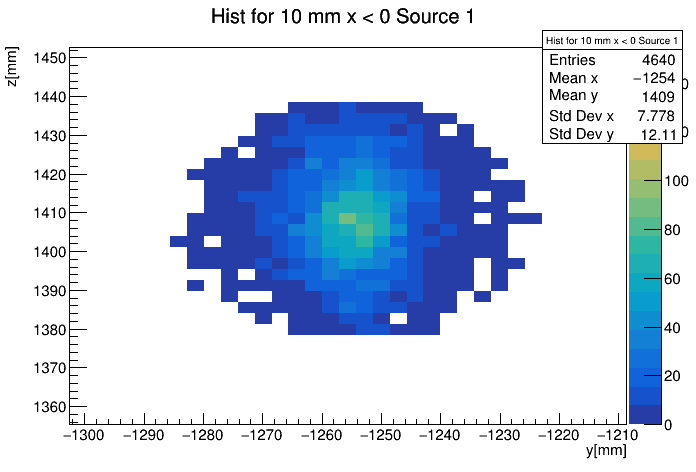 Hist for 10 mm x < 0 Source 1
Hist for 10 mm x < 0 Source 1
Entries 4640
Mean x −1254
Mean y 1409
Std Dev x 7.778
Std Dev y 12.11
z[mm]
1450
1440
1430
1420
1410
1400
1390
1380
1370
1360
−1300 −1290 −1280 −1270 −1260 −1250 −1240 −1230 −1220 −1210
y[mm]
100
80
60
40
20
0